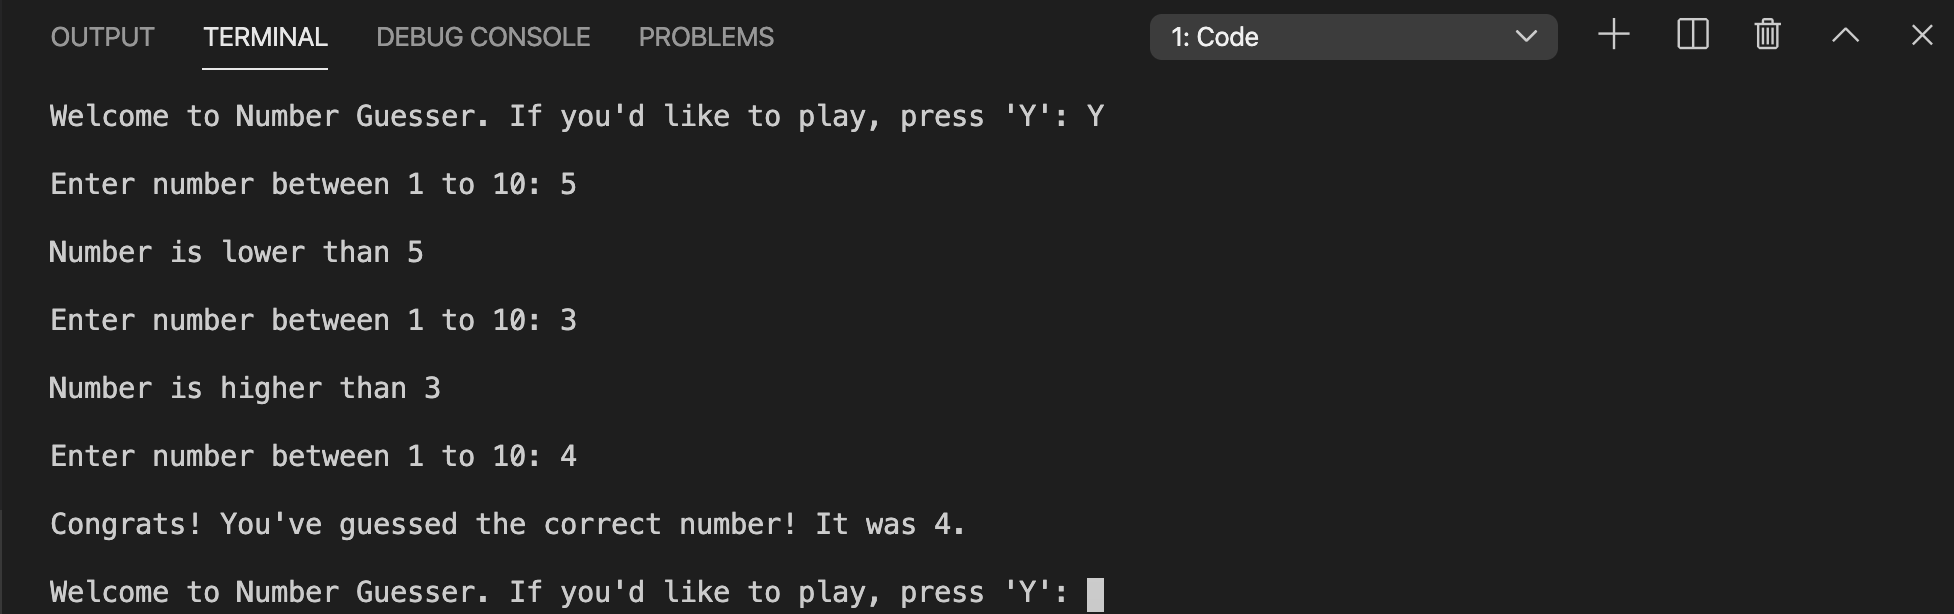 OUTPUT TERMINAL DEBUG CONSOLE PROBLEMS 1: Code
Welcome to Number Guesser. If you'd like to play, press 'Y': Y
Enter number between 1 to 10: 5
Number is lower than 5
Enter number between 1 to 10: 3
Number is higher than 3
Enter number between 1 to 10: 4
Congrats! You've guessed the correct number! It was 4.
Welcome to Number Guesser. If you'd like to play, press 'Y':